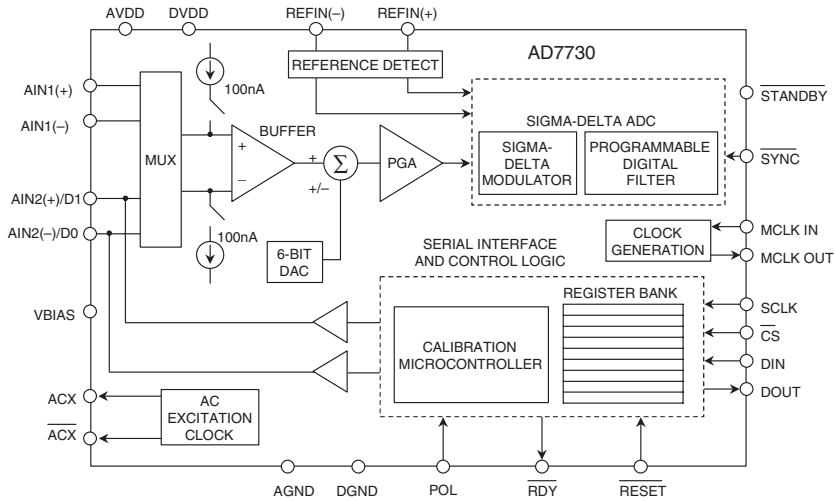 AVDD DVDD REFIN(–) REFIN(+)
AD7730
REFERENCE DETECT
AIN1(+)
100nA
STANDBY
AIN1(–)
BUFFER
SIGMA-DELTA ADC
MUX
+
–
+
+/–
Σ
PGA
SIGMA-
DELTA
MODULATOR
PROGRAMMABLE
DIGITAL
FILTER
SYNC
AIN2(+)/D1
AIN2(–)/D0
100nA
6-BIT
DAC
SERIAL INTERFACE
AND CONTROL LOGIC
CLOCK
GENERATION
MCLK IN
MCLK OUT
VBIAS
REGISTER BANK
CALIBRATION
MICROCONTROLLER
SCLK
CS
DIN
DOUT
ACX
AC
EXCITATION
CLOCK
ACX
AGND DGND POL RDY RESET